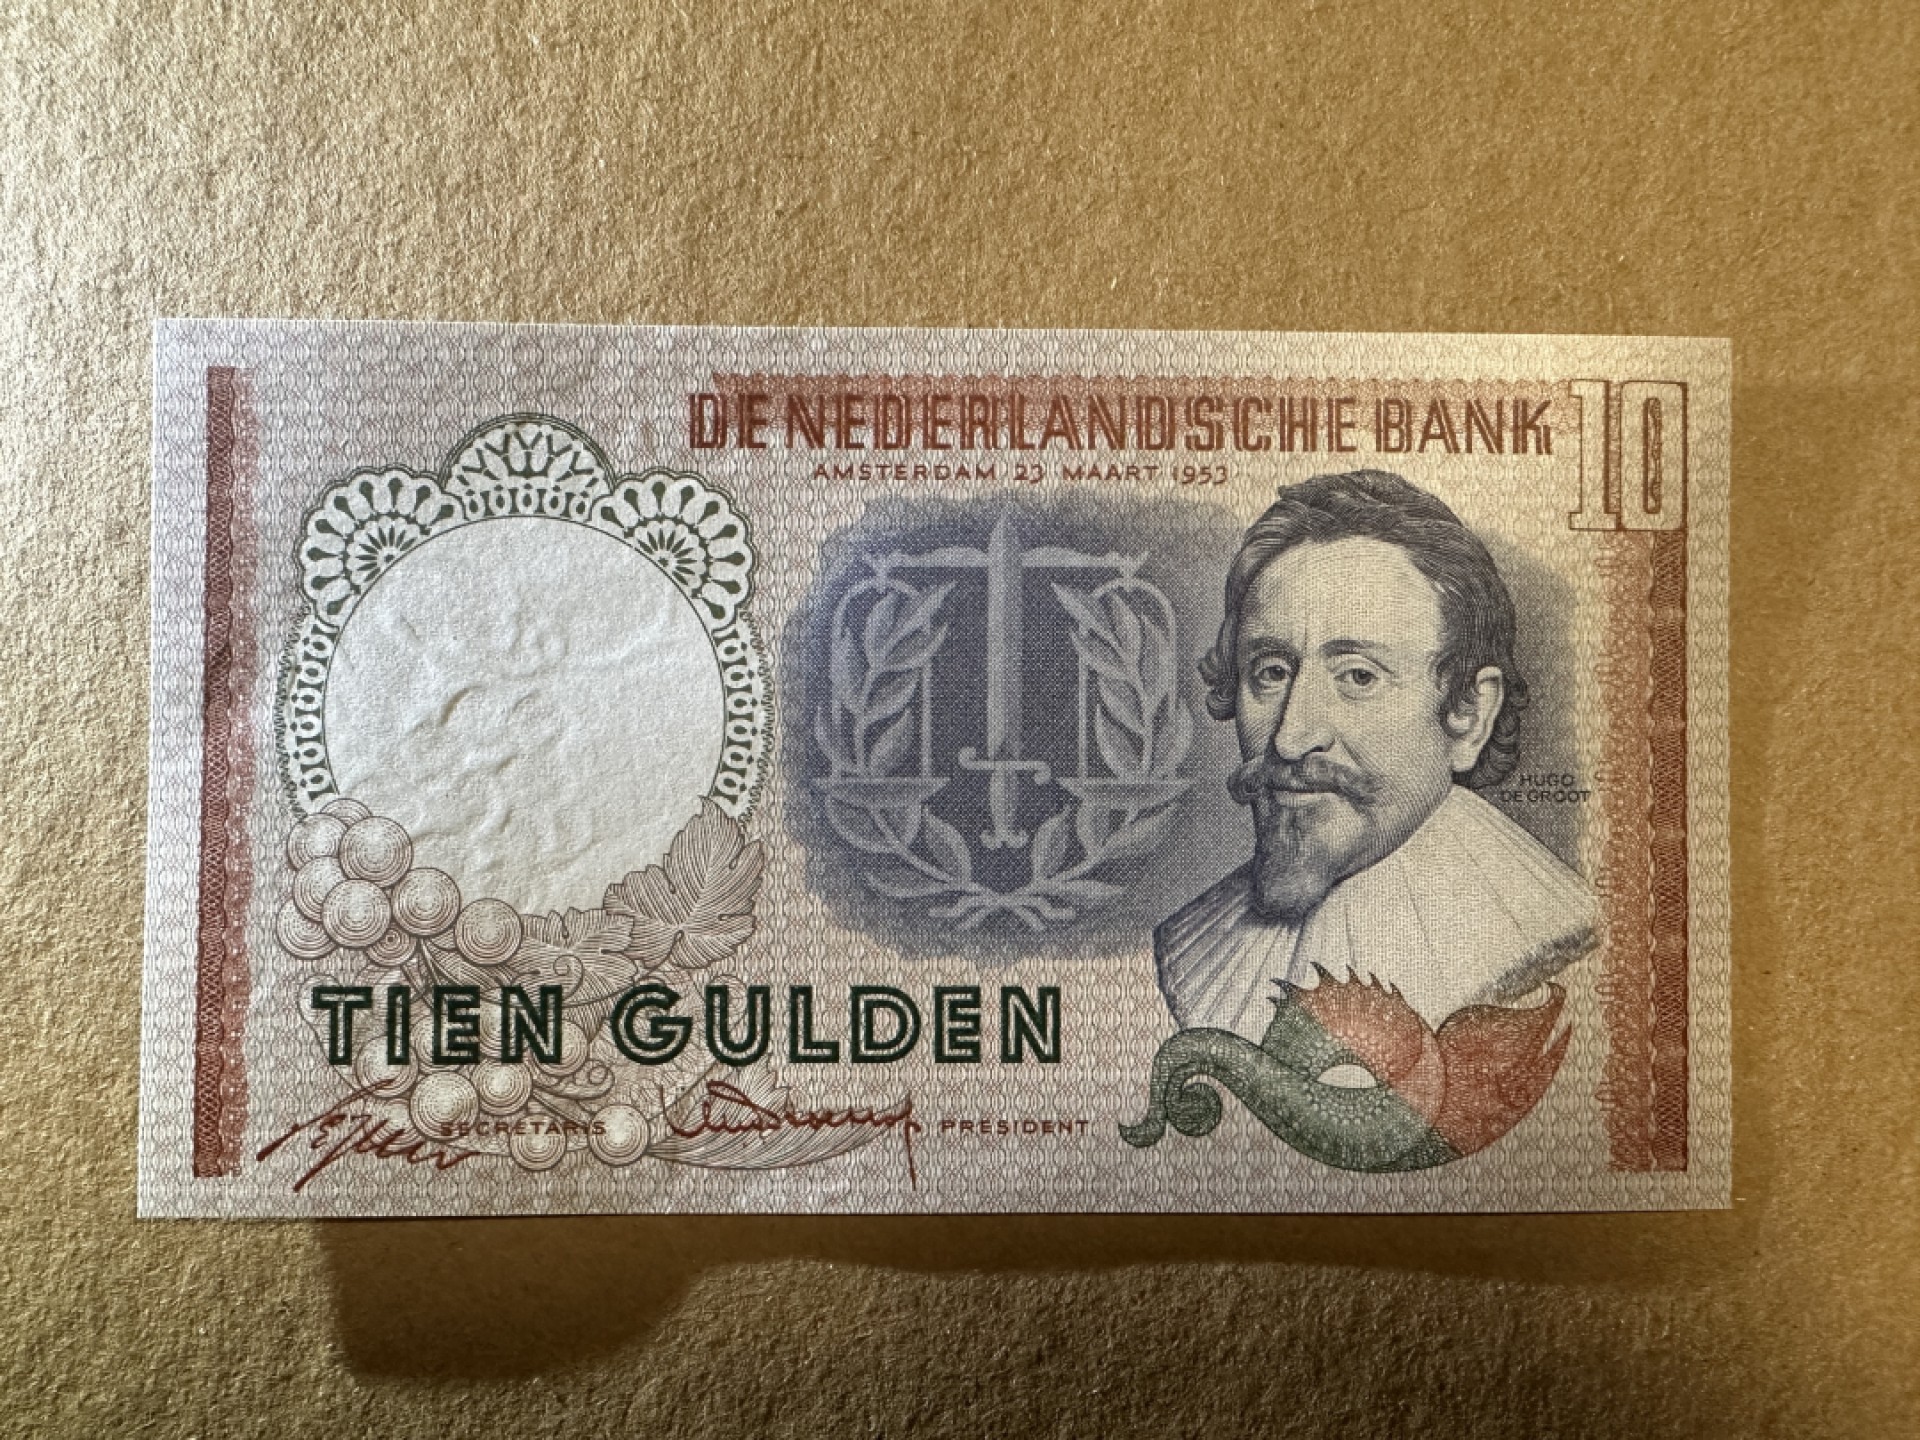 DE NEDERLANDSCHE BANK
10
AMSTERDAM 23 MAART 1953
HUGO
DE GROOT
TIEN GULDEN
SECRETARIS
PRESIDENT